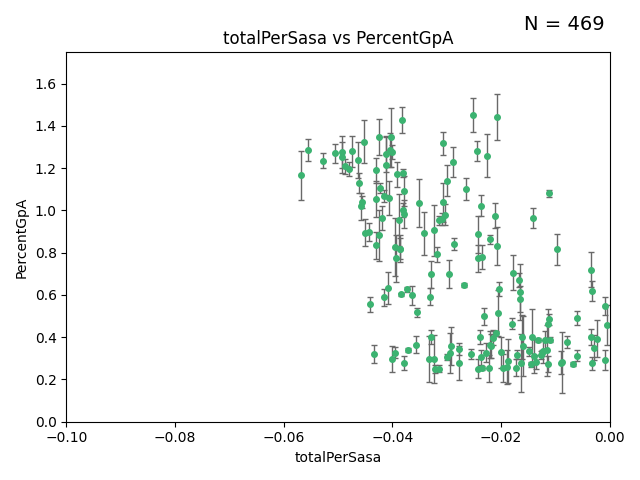 N = 469
totalPerSasa vs PercentGpA
PercentGpA
1.6
1.4
1.2
1.0
0.8
0.6
0.4
0.2
0.0
−0.10 −0.08 −0.06 −0.04 −0.02 0.00
totalPerSasa